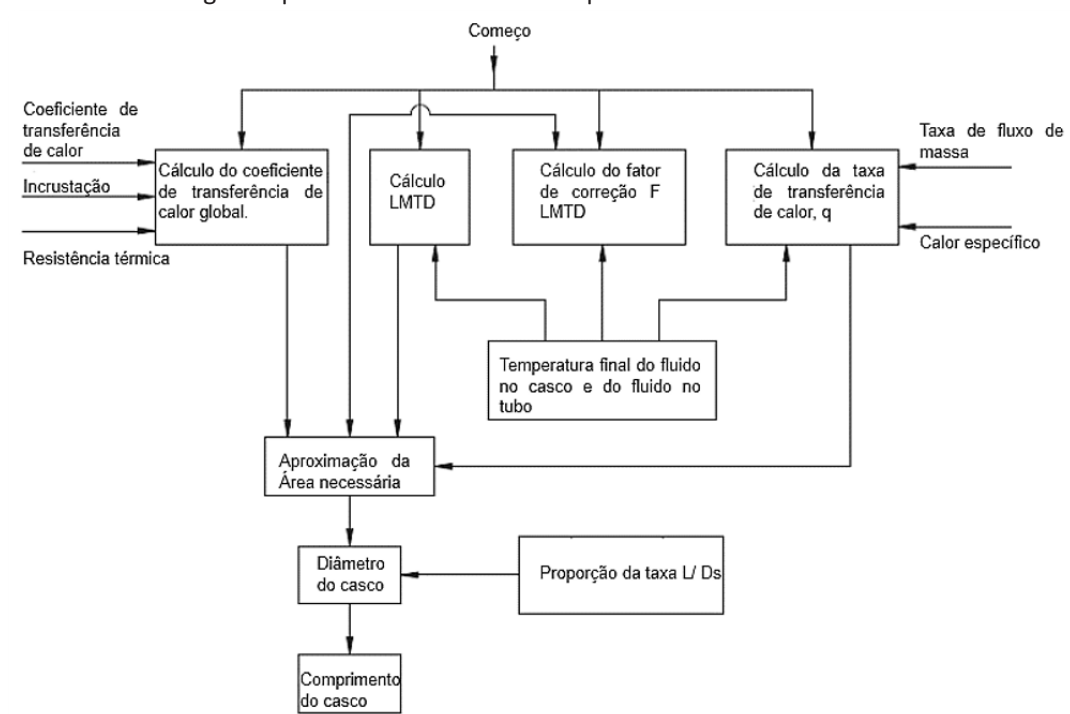 Começo
Coeficiente de
transferência
de calor
Incrustação
Resistência térmica
Cálculo do coeficiente
de transferência de
calor global.
Cálculo
LMTD
Cálculo do fator
de correção F
LMTD
Cálculo da taxa
de transferência
de calor, q
Taxa de fluxo de
massa
Calor específico
Temperatura final do fluido
no casco e do fluido no
tubo
Aproximação da
Área necessária
Diâmetro
do casco
Proporção da taxa L/ Ds
Comprimento
do casco